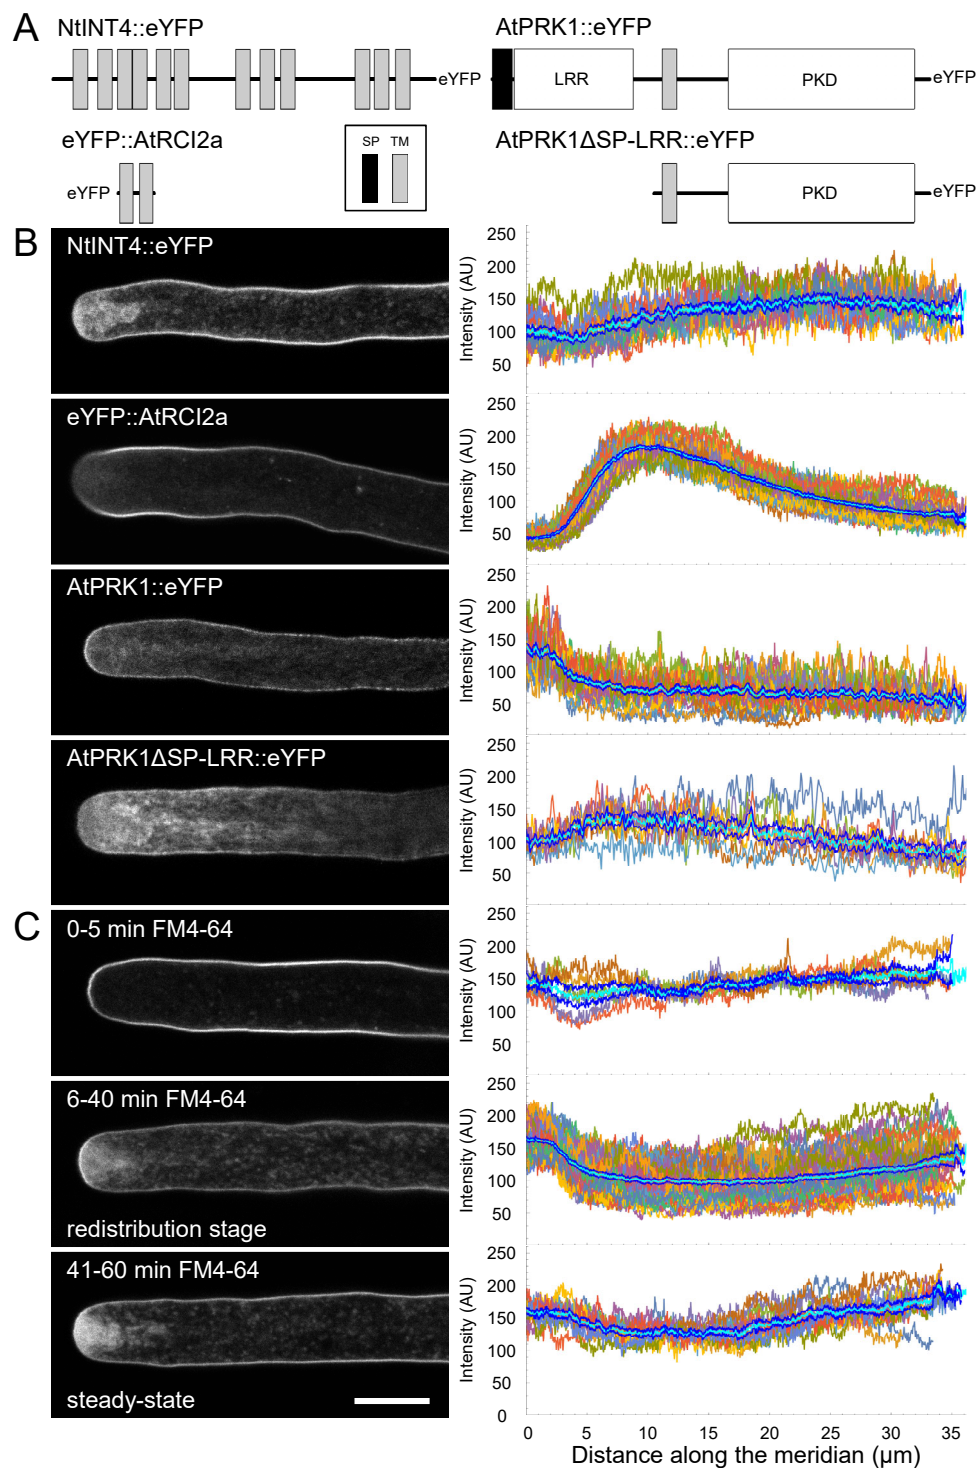 A
NtINT4::eYFP
eYFP
AtPRK1::eYFP
LRR
PKD
eYFP
eYFP::AtRCI2a
eYFP
SP TM
AtPRK1ΔSP-LRR::eYFP
PKD
eYFP
B
NtINT4::eYFP
250
200
150
100
50
Intensity (AU)
eYFP::AtRCI2a
250
200
150
100
50
Intensity (AU)
AtPRK1::eYFP
250
200
150
100
50
Intensity (AU)
AtPRK1ΔSP-LRR::eYFP
250
200
150
100
50
Intensity (AU)
C
0-5 min FM4-64
250
200
150
100
50
Intensity (AU)
6-40 min FM4-64
redistribution stage
250
200
150
100
50
Intensity (AU)
41-60 min FM4-64
steady-state
250
200
150
100
50
0
Intensity (AU)
0 5 10 15 20 25 30 35
Distance along the meridian (μm)